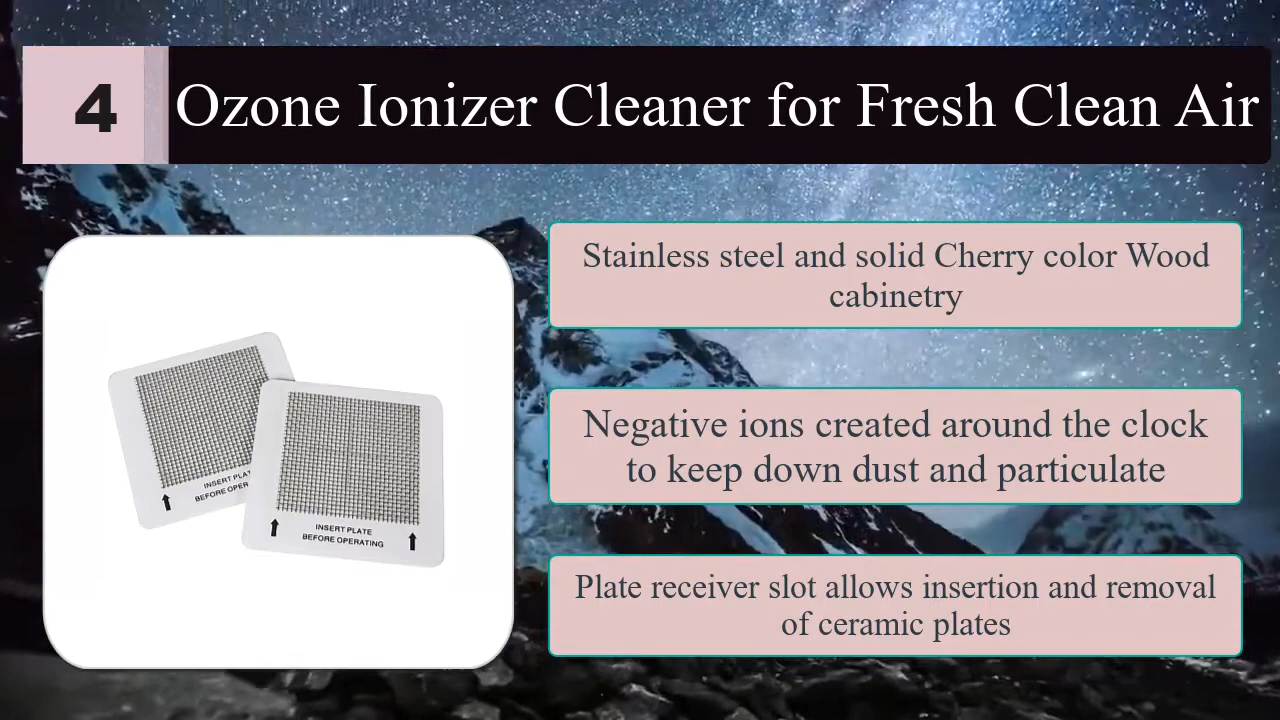 4
Ozone Ionizer Cleaner for Fresh Clean Air
Stainless steel and solid Cherry color Wood
cabinetry
Negative ions created around the clock
to keep down dust and particulate
Plate receiver slot allows insertion and removal
of ceramic plates
INSERT
BEFORE
INSERT PLATE
BEFORE OPERATING